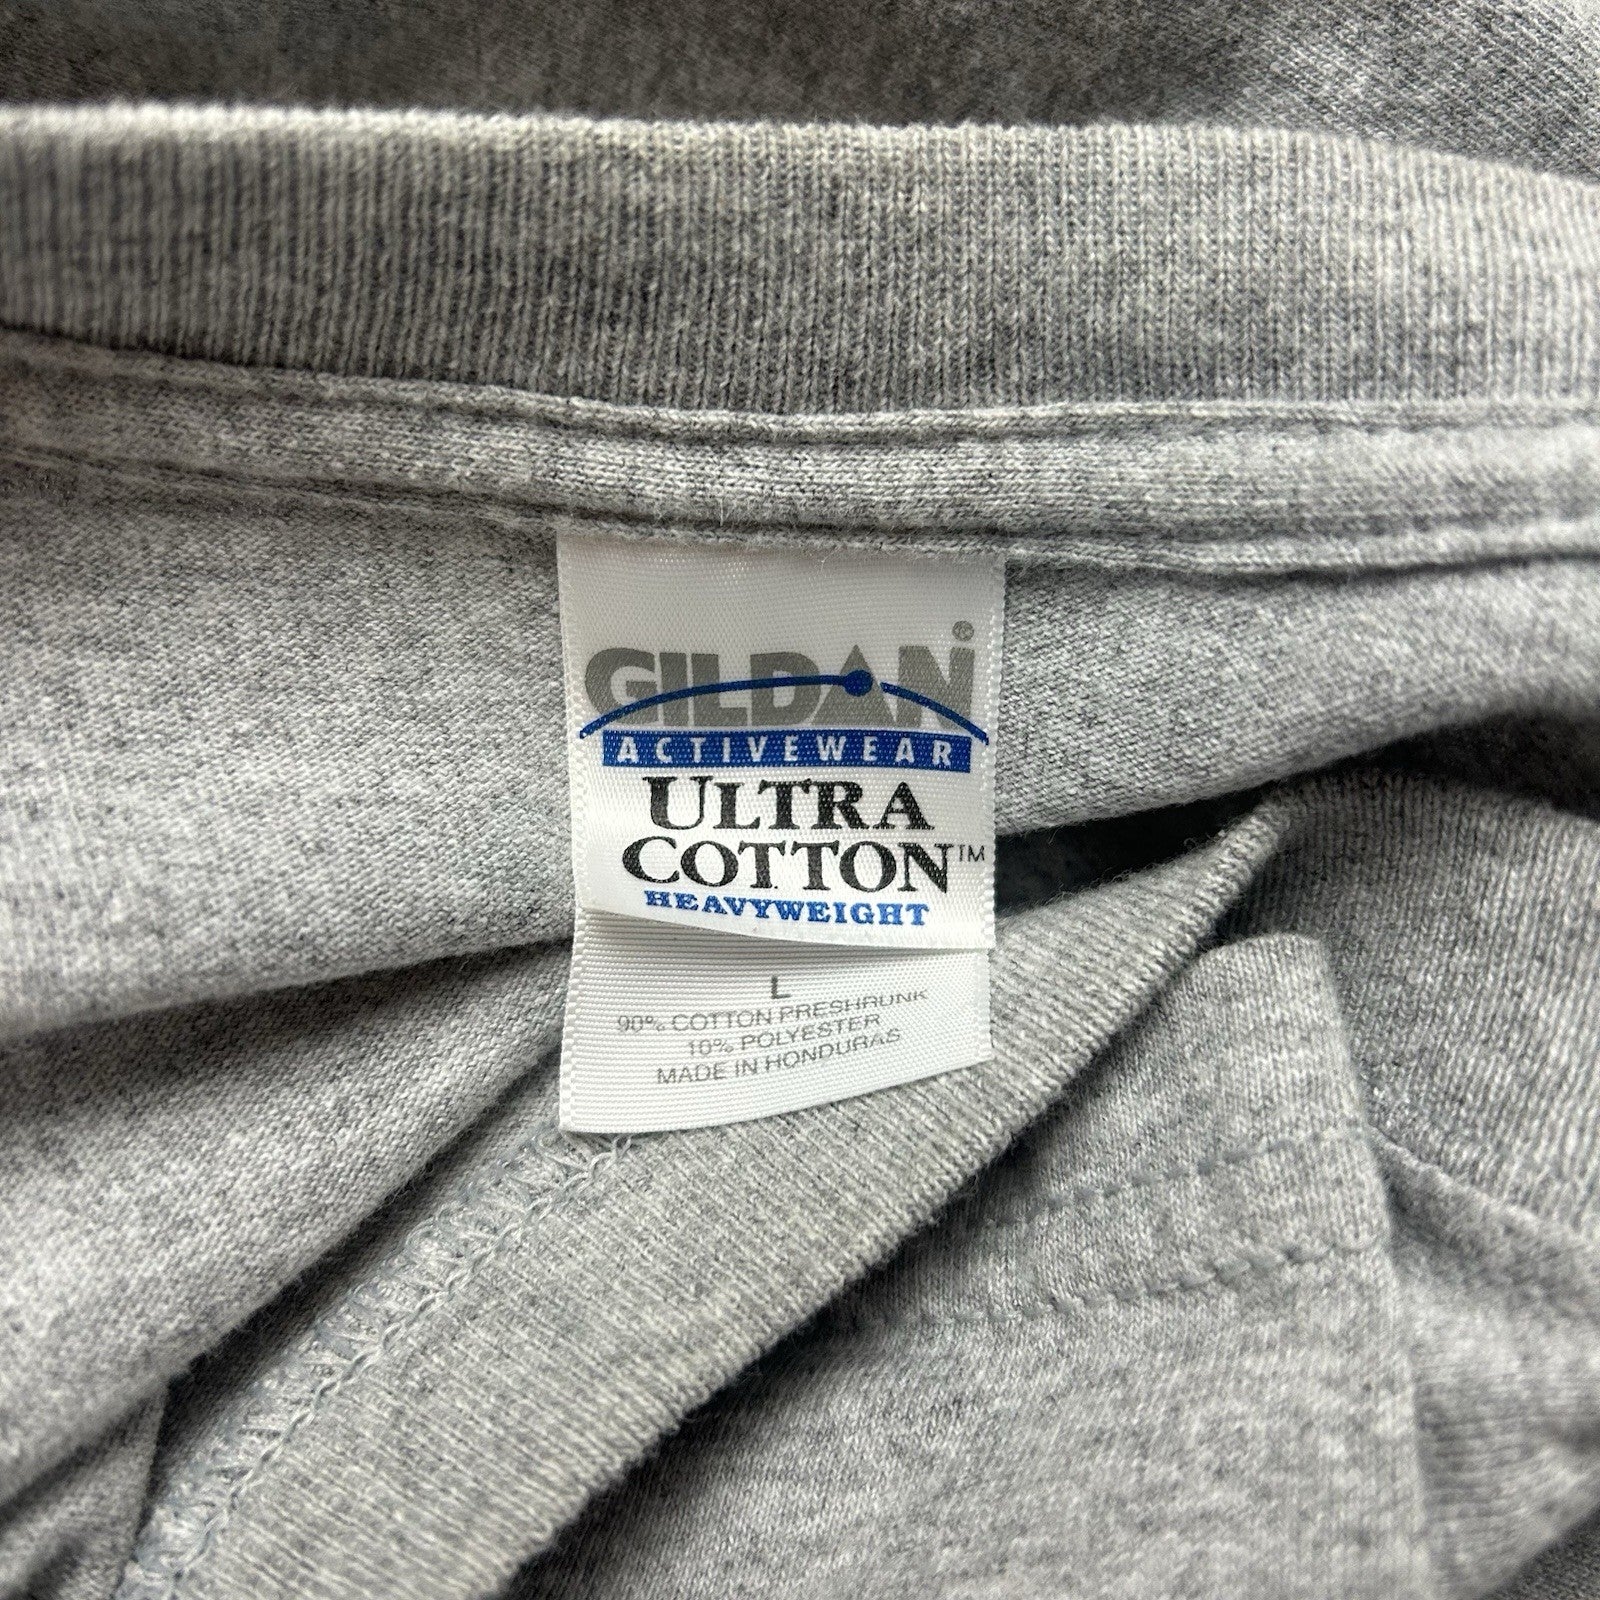 GILDAN®
ACTIVEWEAR
ULTRA
COTTON™
HEAVYWEIGHT
L
90% COTTON PRESHRUNK
10% POLYESTER
MADE IN HONDURAS